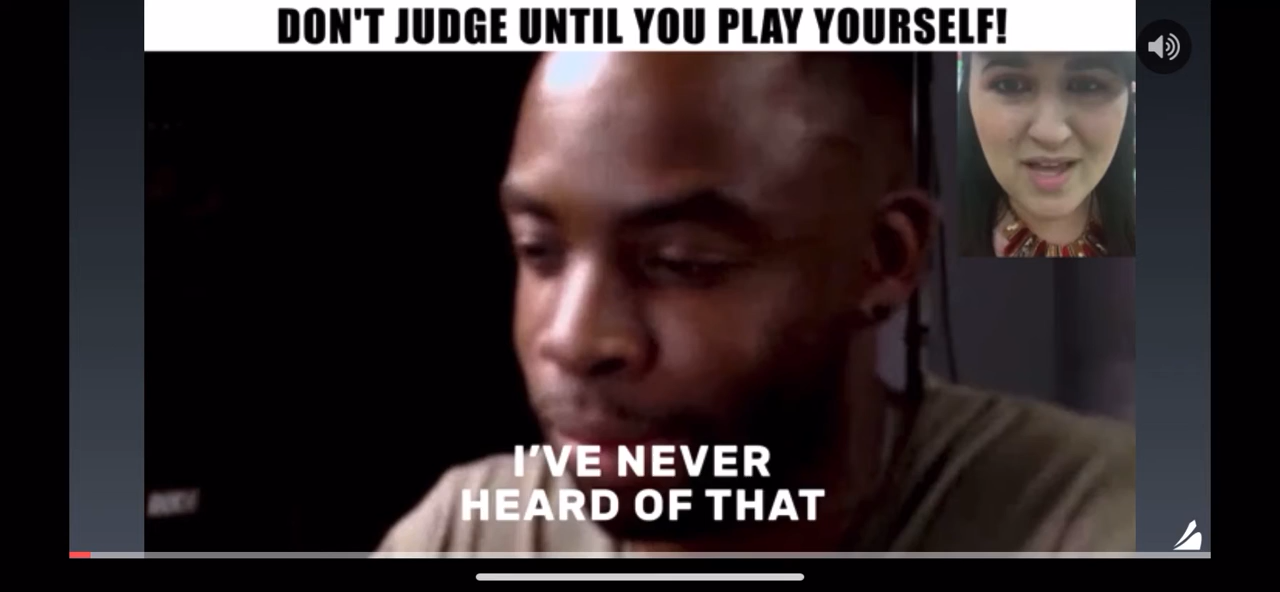 DON'T JUDGE UNTIL YOU PLAY YOURSELF!
I'VE NEVER
HEARD OF THAT